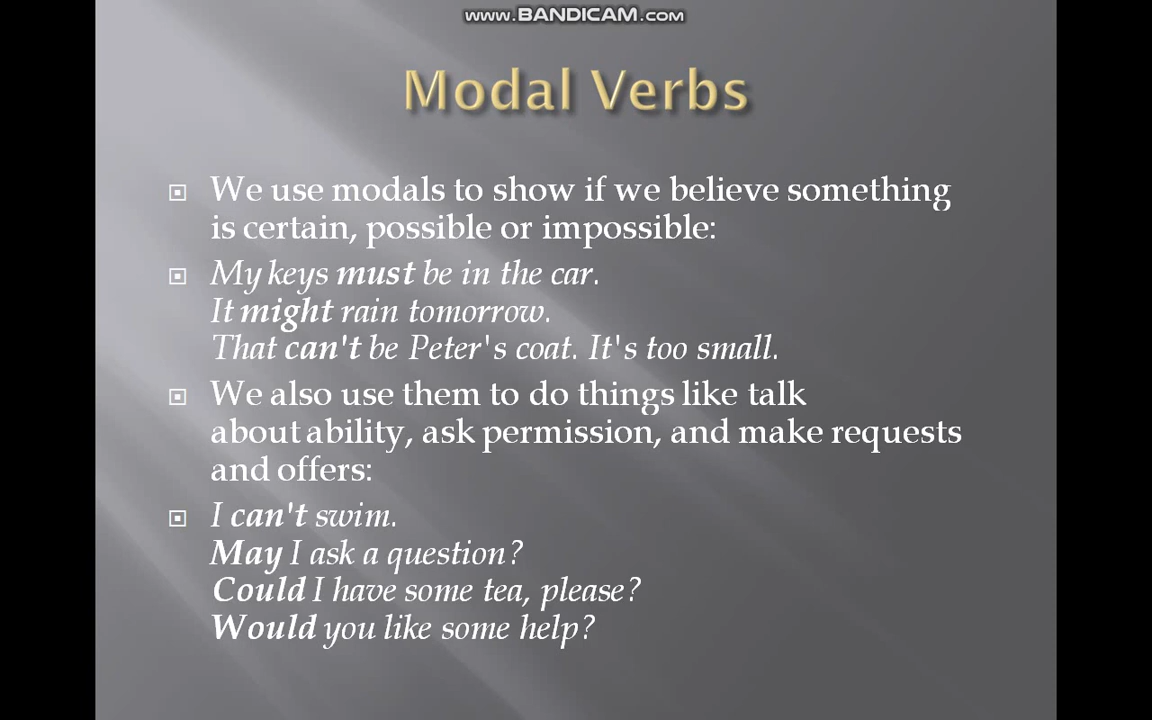 www.BANDICAM.com
Modal Verbs
We use modals to show if we believe something
is certain, possible or impossible:
My keys must be in the car.
It might rain tomorrow.
That can't be Peter's coat. It's too small.
We also use them to do things like talk
about ability, ask permission, and make requests
and offers:
I can't swim.
May I ask a question?
Could I have some tea, please?
Would you like some help?